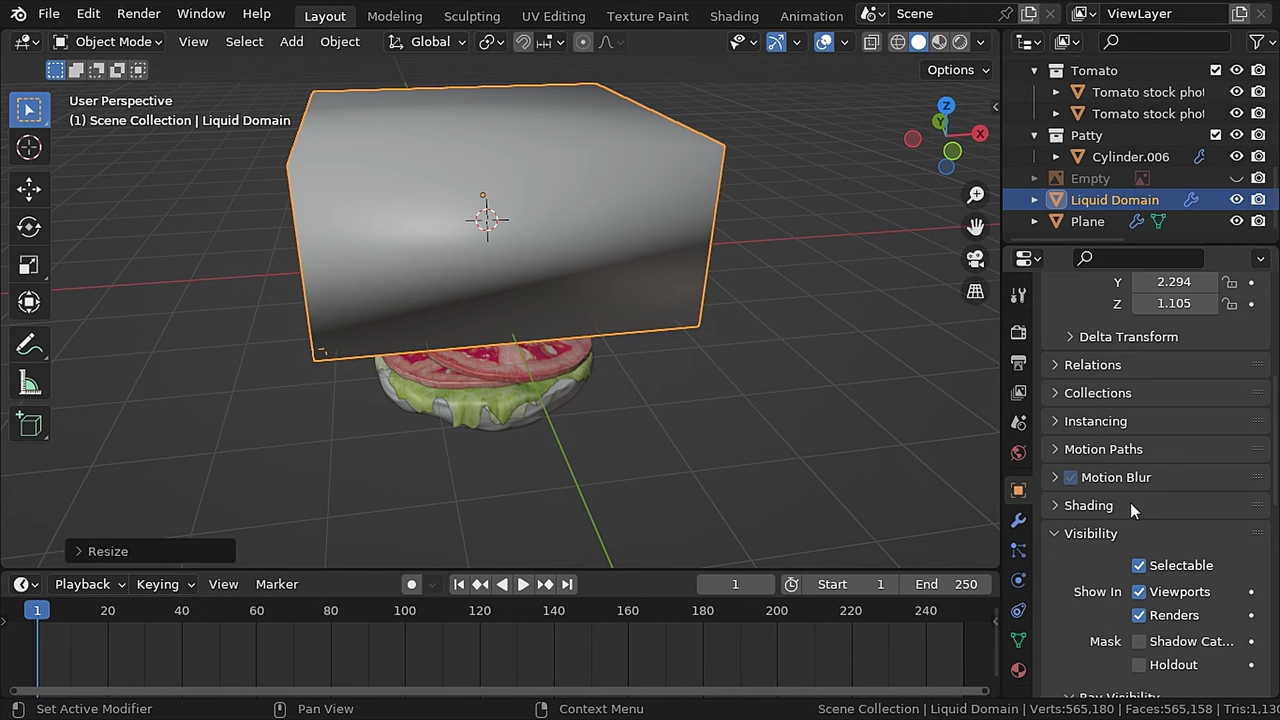 File Edit Render Window Help Layout Modeling Sculpting UV Editing Texture Paint Shading Animation Scene ViewLayer
Object Mode View Select Add Object Global
Options
User Perspective
(1) Scene Collection | Liquid Domain
Z
Y
X
Tomato
Tomato stock phot
Tomato stock phot
Patty
Cylinder.006
Empty
Liquid Domain
Plane
Y 2.294
Z 1.105
Delta Transform
Relations
Collections
Instancing
Motion Paths
Motion Blur
Shading
Visibility
Selectable
Show In Viewports
Renders
Mask Shadow Cat...
Holdout
Ray Visibility
Resize
Playback Keying View Marker 1 Start 1 End 250
1 20 40 60 80 100 120 140 160 180 200 220 240
Set Active Modifier Pan View Context Menu Scene Collection | Liquid Domain | Verts:565,180 | Faces:565,158 | Tris:1,130